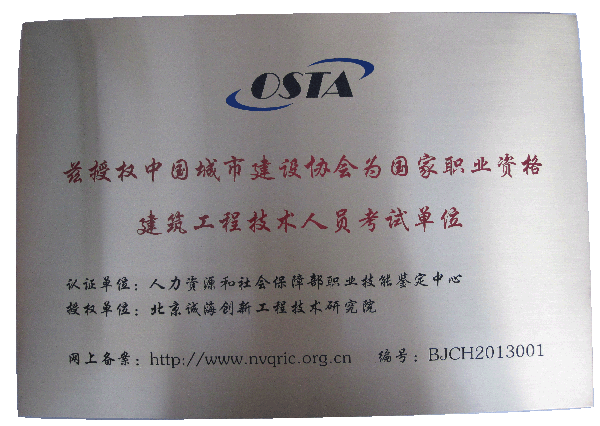 OSTA
兹授权中国城市建设协会为国家职业资格
建筑工程技术人员考试单位
认证单位：人力资源和社会保障部职业技能鉴定中心
授权单位：北京诚海创新工程技术研究院
网上备案：http://www.nvqric.org.cn 编号：BJCH2013001